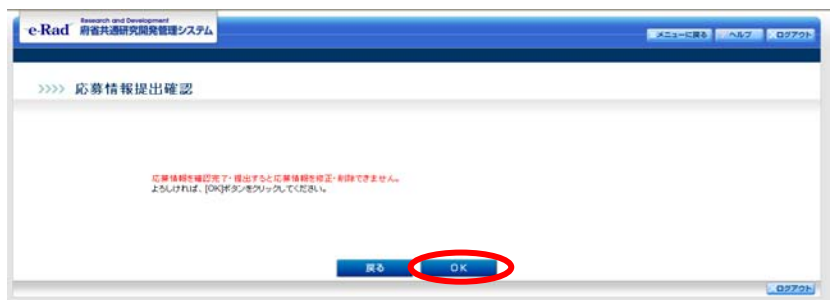 Research and Development
e-Rad 府省共通研究開発管理システム
メニューに戻る ヘルプ ログアウト
>>>> 応募情報提出確認
応募情報を確認完了・提出すると応募情報を修正・削除できません。
よろしければ、[OK]ボタンをクリックしてください。
戻る OK
ログアウト